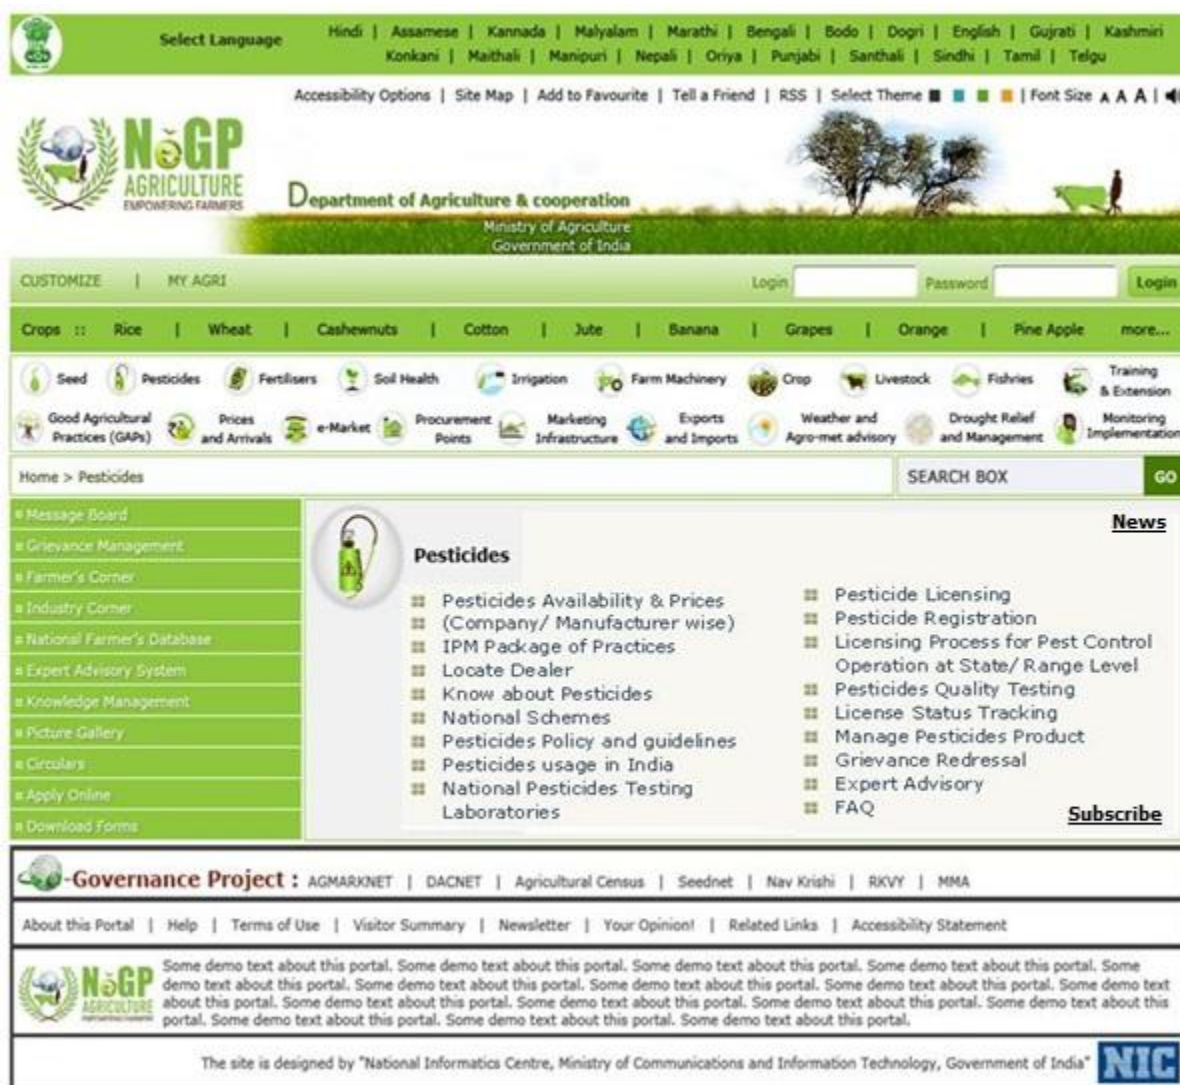 Select Language
Hindi | Assamese | Kannada | Malyalam | Marathi | Bengali | Bodo | Dogri | English | Gujrati | Kashmiri
Konkani | Maithali | Manipuri | Nepali | Oriya | Punjabi | Santhali | Sindhi | Tamil | Telgu
Accessibility Options | Site Map | Add to Favourite | Tell a Friend | RSS | Select Theme | Font Size A A A |
NeGP
AGRICULTURE
EMPOWERING FARMERS
Department of Agriculture & cooperation
Ministry of Agriculture
Government of India
CUSTOMIZE | MY AGRI Login Password Login
Crops :: Rice | Wheat | Cashewnuts | Cotton | Jute | Banana | Grapes | Orange | Pine Apple more...
Seed Pesticides Fertilisers Soil Health Irrigation Farm Machinery Crop Livestock Fishries Training
& Extension
Good Agricultural Prices e-Market Procurement Marketing Exports Weather and Drought Relief Monitoring
Practices (GAPs) and Arrivals Points Infrastructure and Imports Agro-met advisory and Management Implementation
Home > Pesticides SEARCH BOX GO
Message Board
Grievance Management
Farmer's Corner
Industry Corner
National Farmer's Database
Expert Advisory System
Knowledge Management
Picture Gallery
Circulars
Apply Online
Download Forms
News
Pesticides
Pesticides Availability & Prices
(Company/ Manufacturer wise)
IPM Package of Practices
Locate Dealer
Know about Pesticides
National Schemes
Pesticides Policy and guidelines
Pesticides usage in India
National Pesticides Testing
Laboratories
Pesticide Licensing
Pesticide Registration
Licensing Process for Pest Control
Operation at State/ Range Level
Pesticides Quality Testing
License Status Tracking
Manage Pesticides Product
Grievance Redressal
Expert Advisory
FAQ
Subscribe
e-Governance Project : AGMARKNET | DACNET | Agricultural Census | Seednet | Nav Krishi | RKVY | MMA
About this Portal | Help | Terms of Use | Visitor Summary | Newsletter | Your Opinion! | Related Links | Accessibility Statement
NeGP
AGRICULTURE
EMPOWERING FARMERS
Some demo text about this portal. Some demo text about this portal. Some demo text about this portal. Some demo text about this portal. Some
demo text about this portal. Some demo text about this portal. Some demo text about this portal. Some demo text about this portal. Some demo text
about this portal. Some demo text about this portal. Some demo text about this portal. Some demo text about this portal. Some demo text about this
portal. Some demo text about this portal. Some demo text about this portal. Some demo text about this portal.
The site is designed by "National Informatics Centre, Ministry of Communications and Information Technology, Government of India" NIC